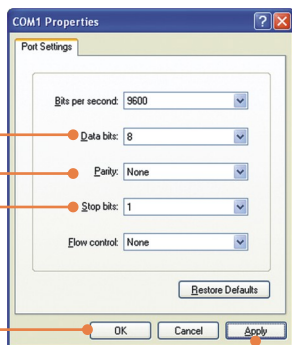 COM1 Properties
Port Settings
Bits per second: 9600
Data bits: 8
Parity: None
Stop bits: 1
Flow control: None
Restore Defaults
OK Cancel Apply